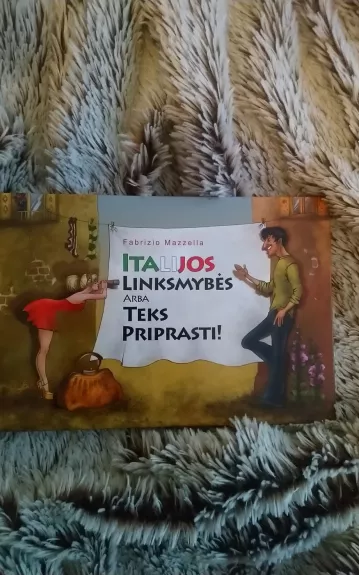 Fabrizio Mazzella
ITALIJOS
LINKSMYBĖS
ARBA
TEKS
PRIPRASTI!